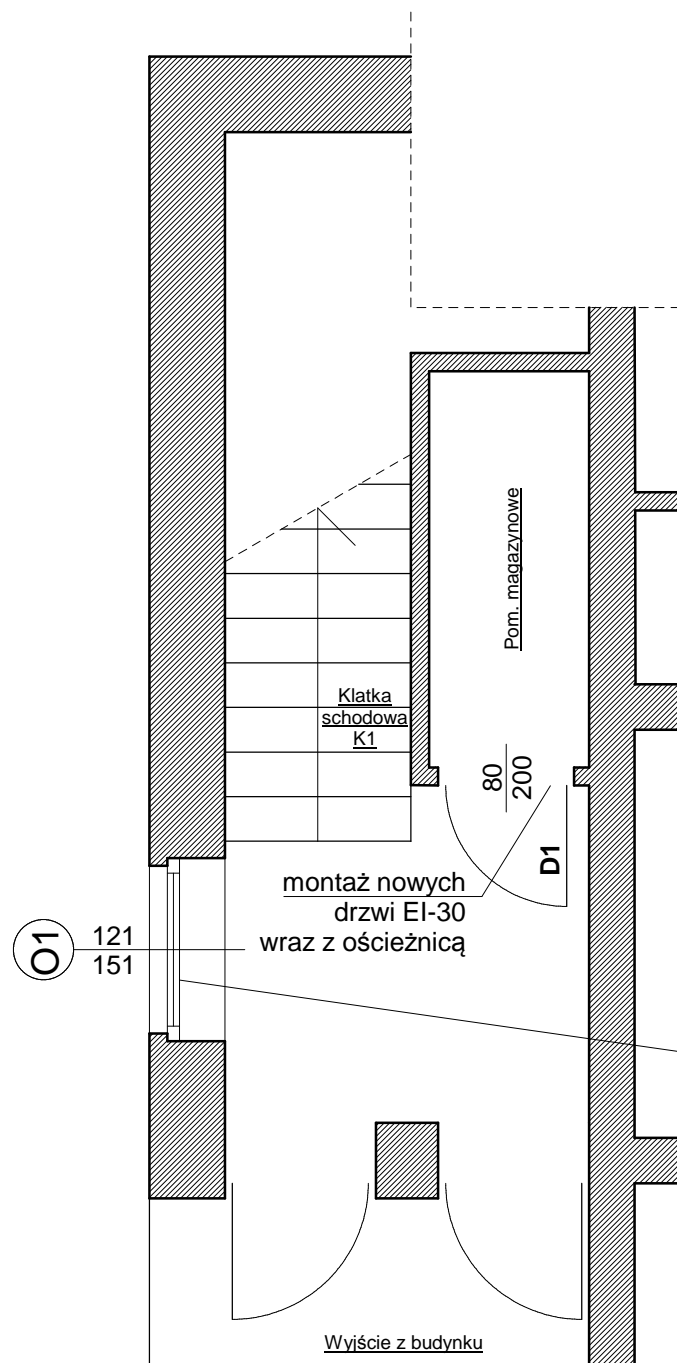 Pom. magazynowe
Klatka
schodowa
K1
80
200
D1
montaż nowych
drzwi EI-30
wraz z ościeżnicą
O1
121
151
Wyjście z budynku